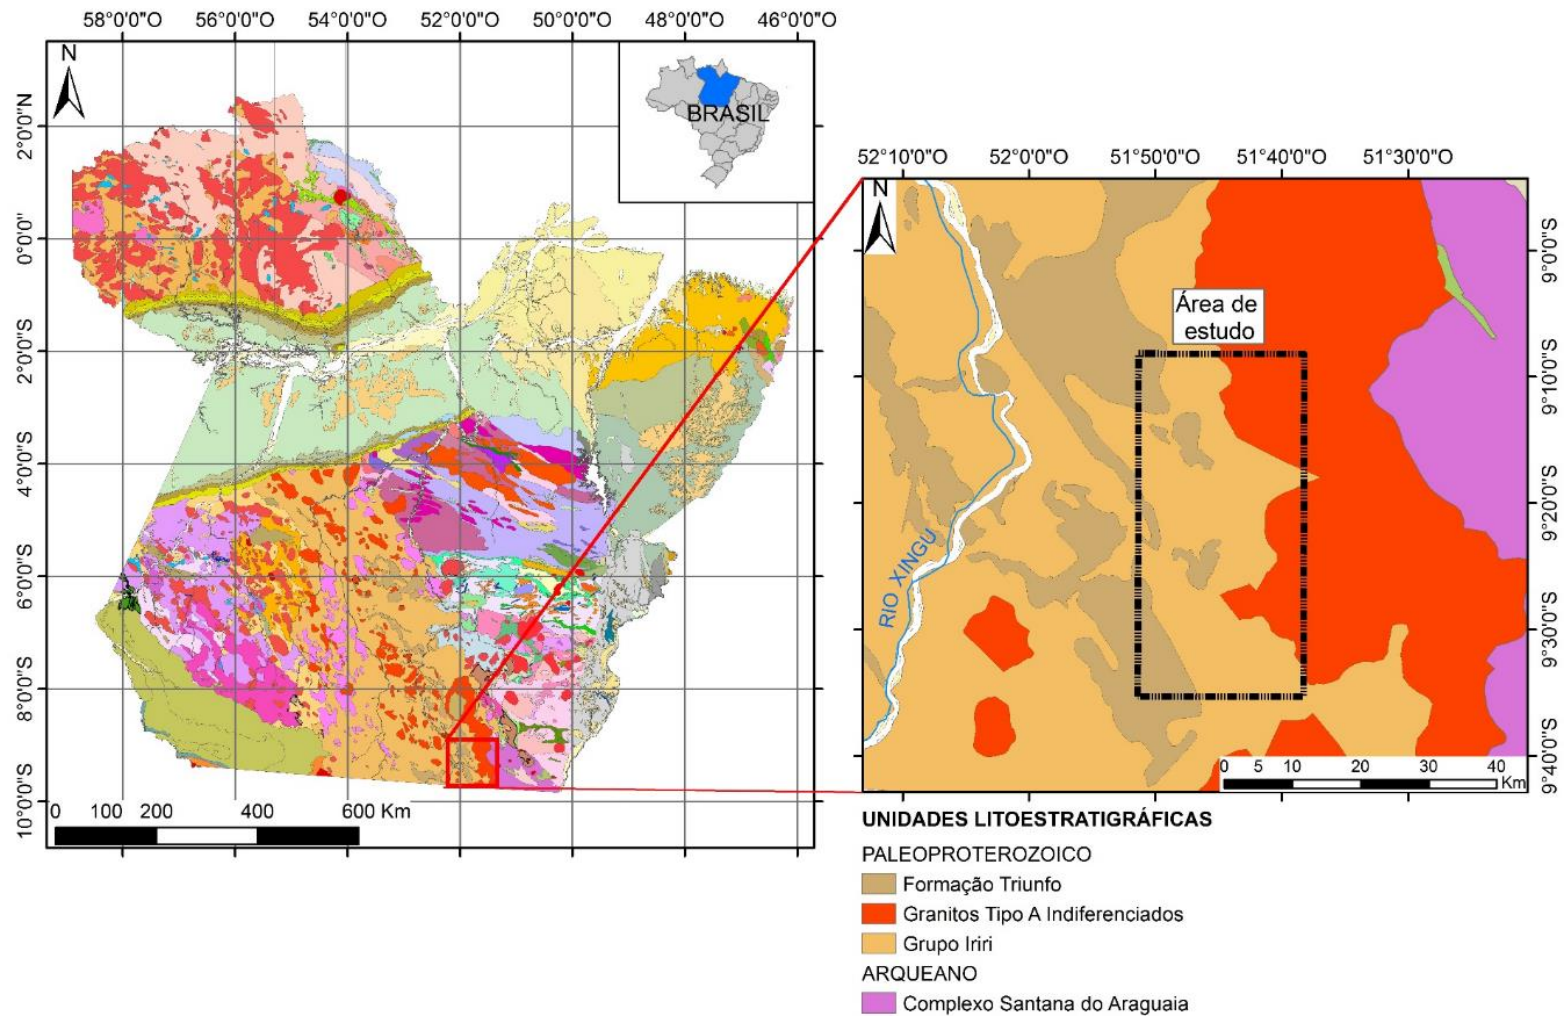 58°0'0"O 56°0'0"O 54°0'0"O 52°0'0"O 50°0'0"O 48°0'0"O 46°0'0"O
N
BRASIL
2°0'0"N
0°0'0"
2°0'0"S
4°0'0"S
6°0'0"S
8°0'0"S
10°0'0"S
0 100 200 400 600 Km
52°10'0"O 52°0'0"O 51°50'0"O 51°40'0"O 51°30'0"O
N
9°0'0"S
9°10'0"S
9°20'0"S
9°30'0"S
9°40'0"S
Área de
estudo
RIO XINGU
0 5 10 20 30 40
Km
UNIDADES LITOESTRATIGRÁFICAS
PALEOPROTEROZOICO
Formação Triunfo
Granitos Tipo A Indiferenciados
Grupo Iriri
ARQUEANO
Complexo Santana do Araguaia